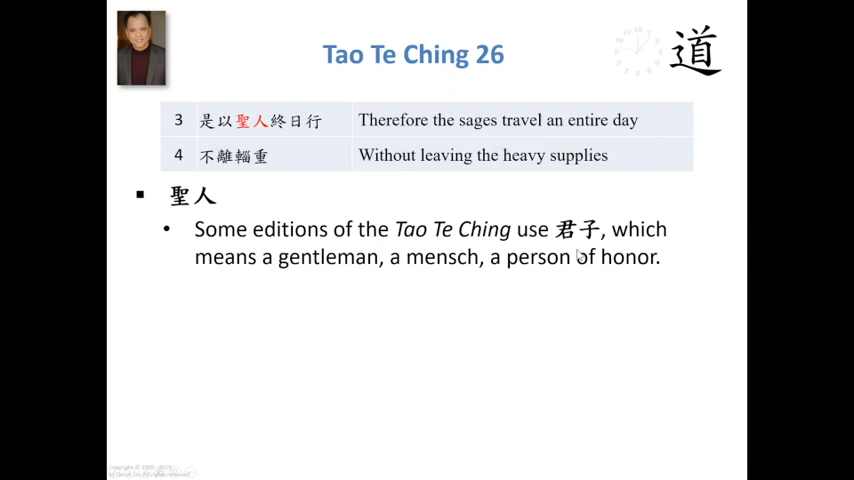 Tao Te Ching 26
道
3 是以聖人終日行 Therefore the sages travel an entire day
4 不離輜重 Without leaving the heavy supplies
▪ 聖人
• Some editions of the Tao Te Ching use 君子, which
means a gentleman, a mensch, a person of honor.